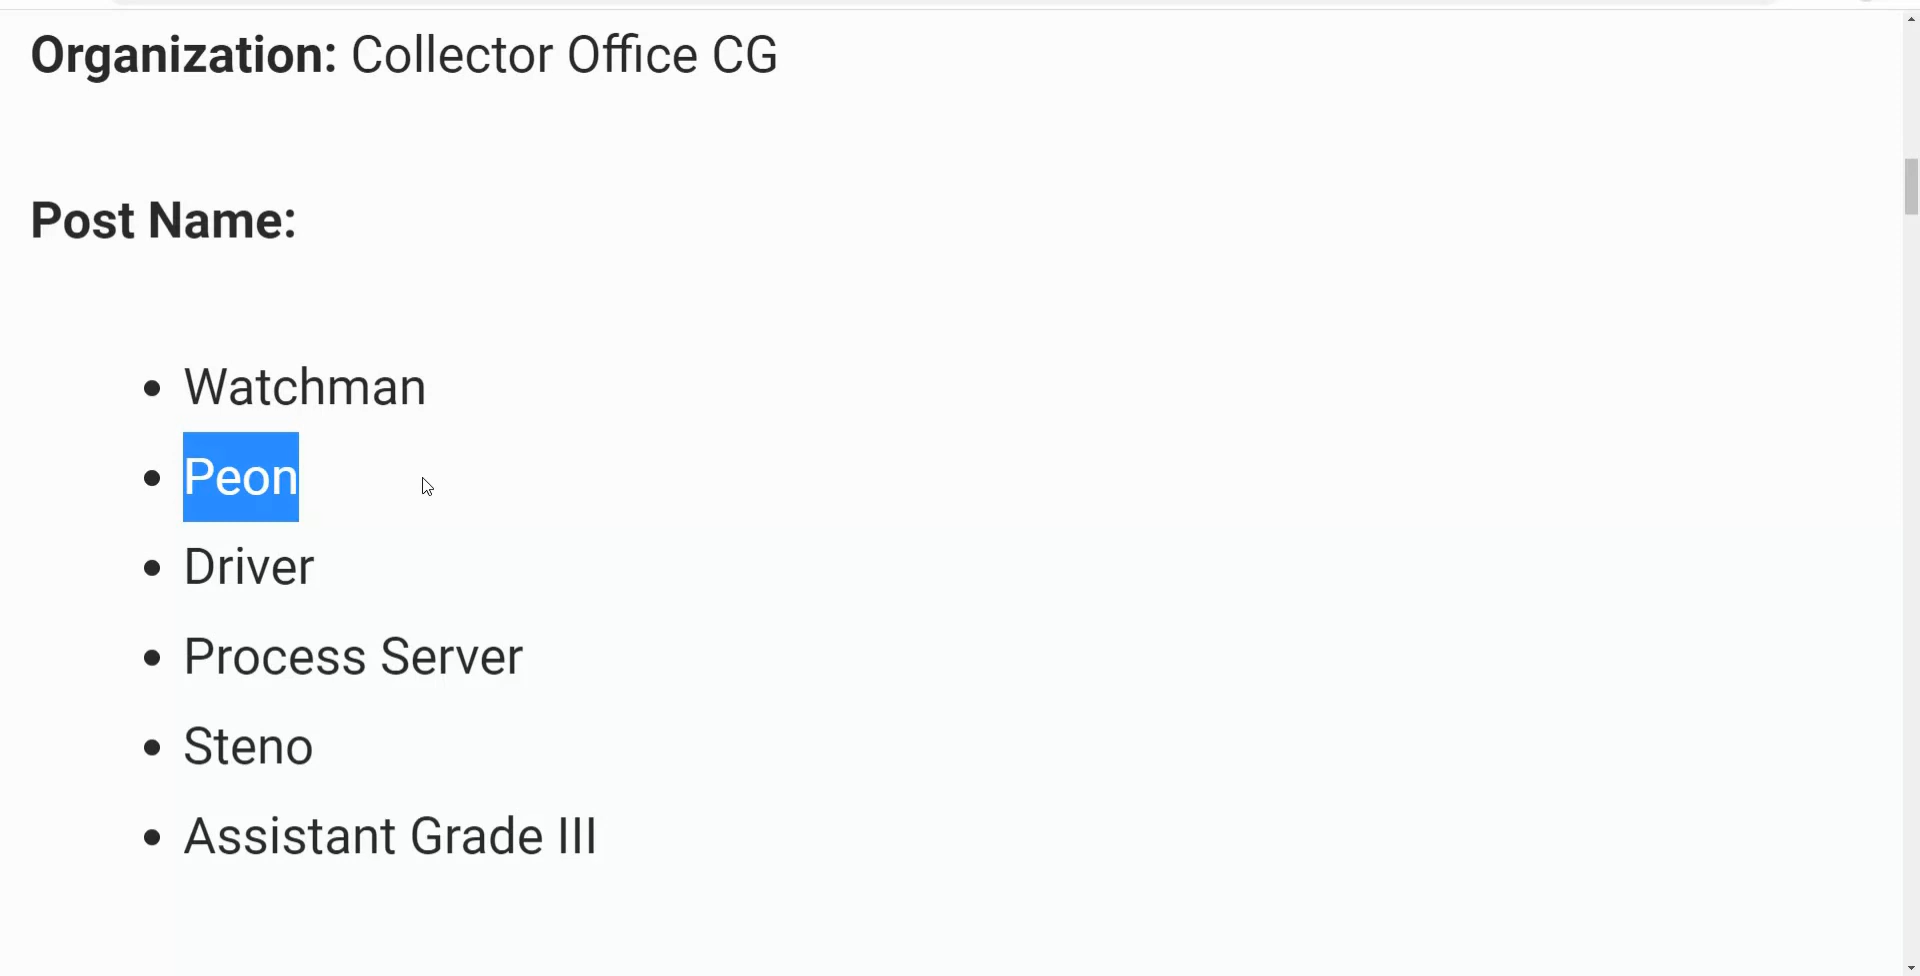 Organization: Collector Office CG
Post Name:
Watchman
Peon
Driver
Process Server
Steno
Assistant Grade III